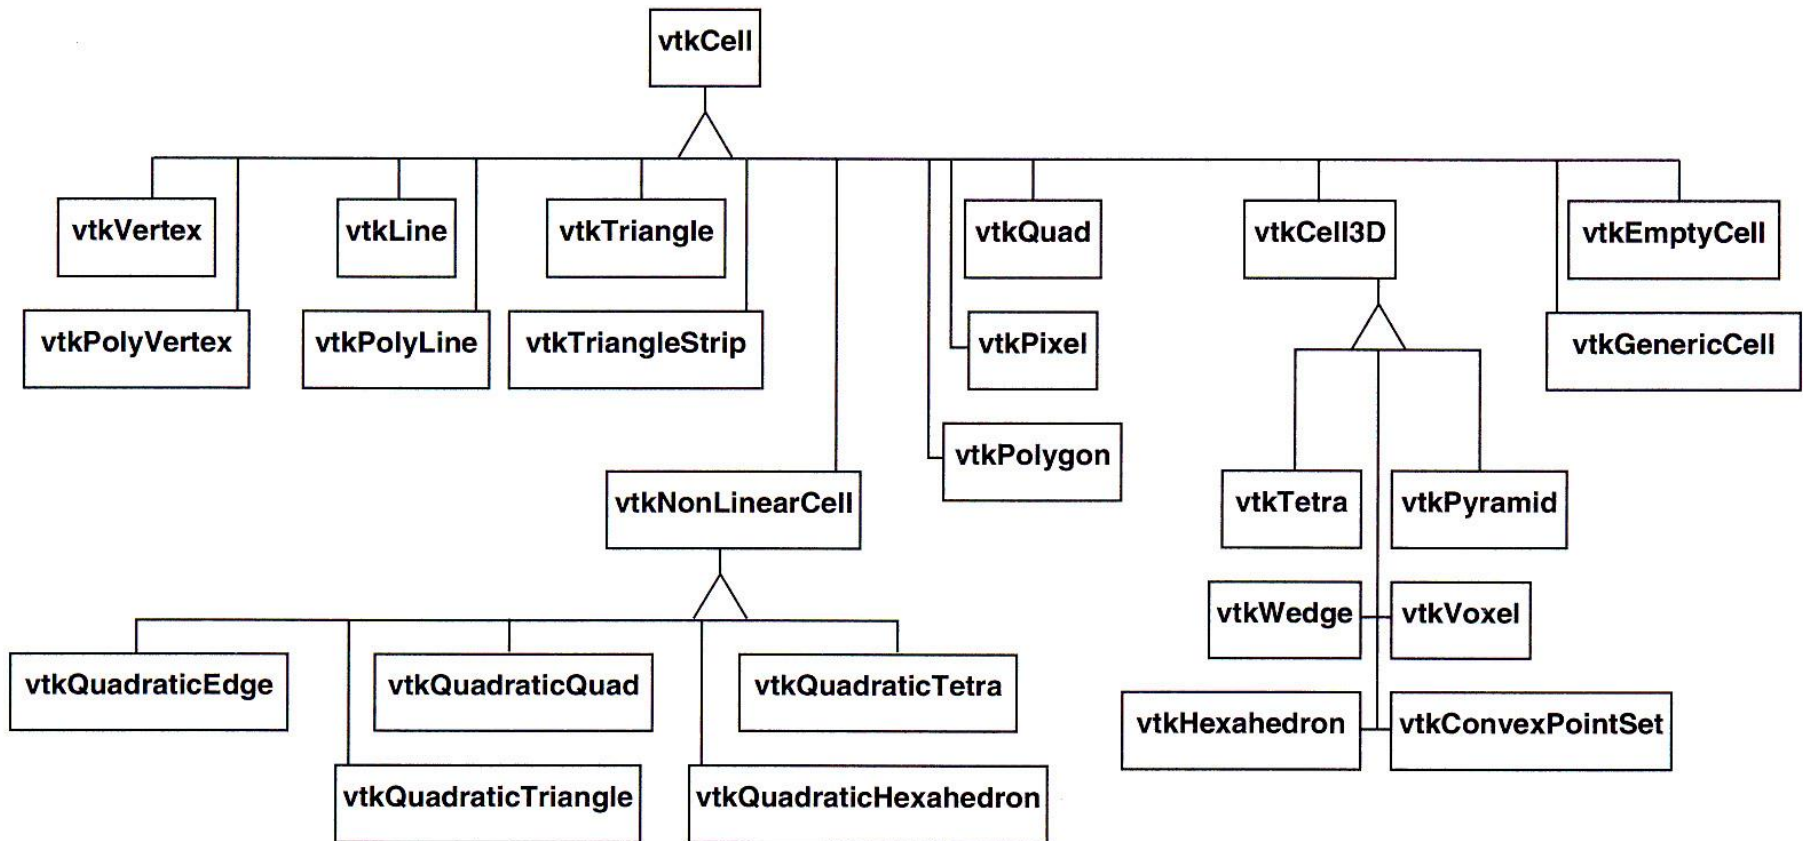 vtkCell
vtkVertex
vtkLine
vtkTriangle
vtkQuad
vtkCell3D
vtkEmptyCell
vtkPolyVertex
vtkPolyLine
vtkTriangleStrip
vtkPixel
vtkGenericCell
vtkPolygon
vtkNonLinearCell
vtkTetra
vtkPyramid
vtkWedge
vtkVoxel
vtkQuadraticEdge
vtkQuadraticQuad
vtkQuadraticTetra
vtkHexahedron
vtkConvexPointSet
vtkQuadraticTriangle
vtkQuadraticHexahedron